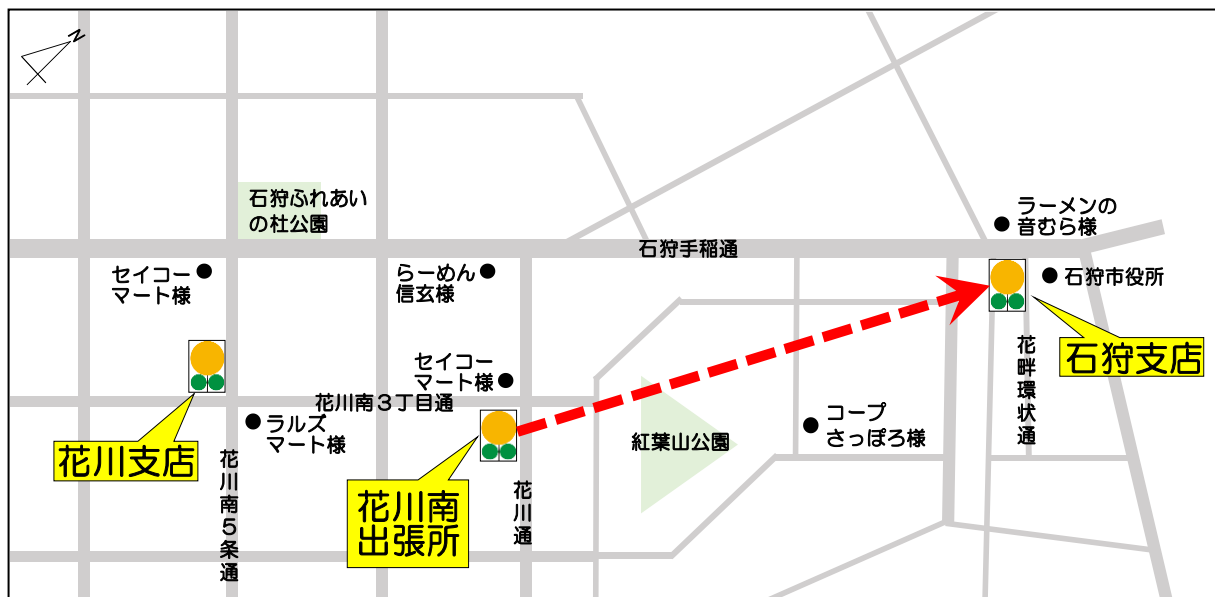 N
石狩ふれあい
の杜公園
ラーメンの
音むら様
石狩手稲通
セイコー
マート様
らーめん
信玄様
石狩市役所
石狩支店
花畔環状通
セイコー
マート様
花川南３丁目通
ラルズ
マート様
コープ
さっぽろ様
紅葉山公園
花川支店
花川南５条通
花川南
出張所
花川通